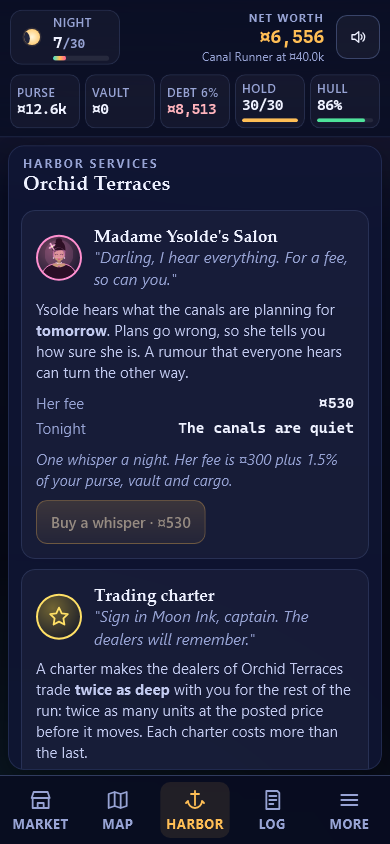 NIGHT
7/30
NET WORTH
¤6,556
Canal Runner at ¤40.0k
PURSE
¤12.6k
VAULT
¤0
DEBT 6%
¤8,513
HOLD
30/30
HULL
86%
HARBOR SERVICES
Orchid Terraces
Madame Ysolde's Salon
"Darling, I hear everything. For a fee,
so can you."
Ysolde hears what the canals are planning for
tomorrow. Plans go wrong, so she tells you
how sure she is. A rumour that everyone hears
can turn the other way.
Her fee ¤530
Tonight The canals are quiet
One whisper a night. Her fee is ¤300 plus 1.5%
of your purse, vault and cargo.
Buy a whisper · ¤530
Trading charter
"Sign in Moon Ink, captain. The
dealers will remember."
A charter makes the dealers of Orchid Terraces
trade twice as deep with you for the rest of the
run: twice as many units at the posted price
before it moves. Each charter costs more than
the last.
MARKET
MAP
HARBOR
LOG
MORE